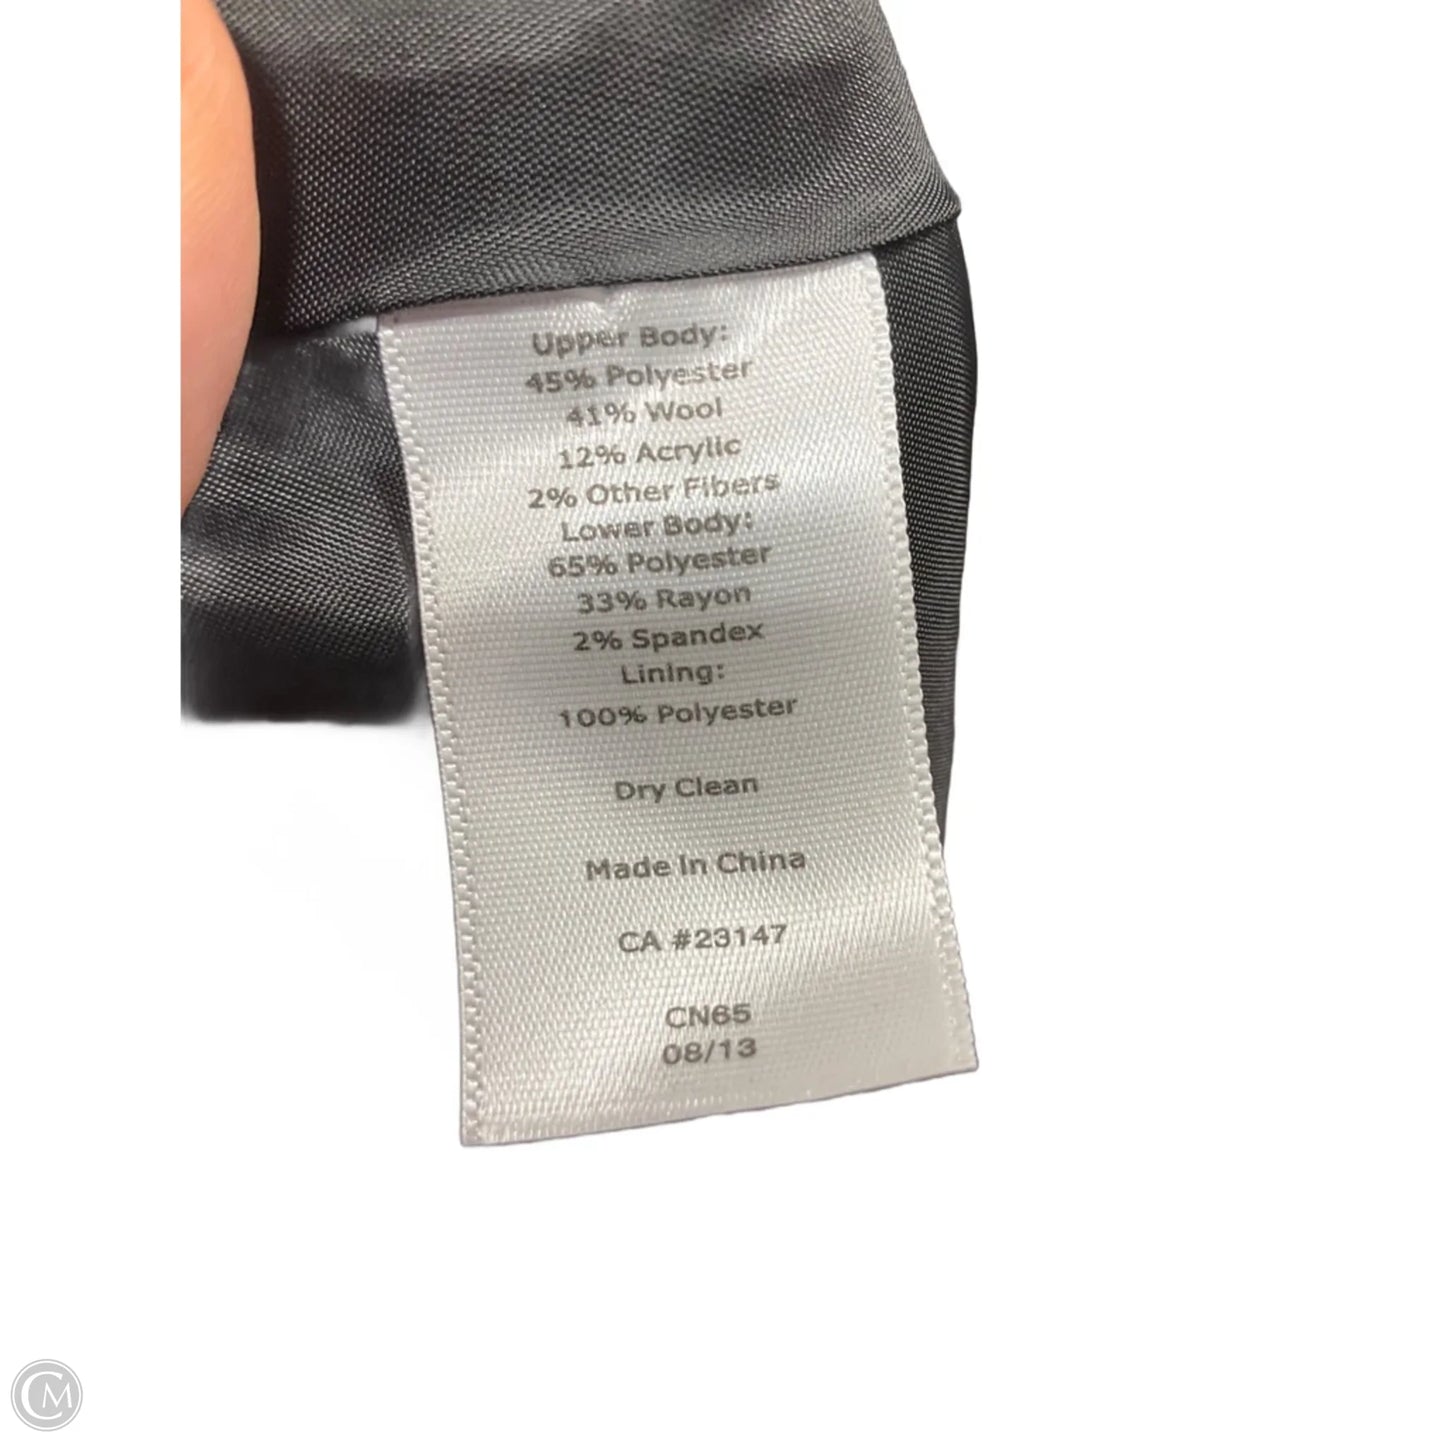 Upper Body:
45% Polyester
41% Wool
12% Acrylic
2% Other Fibers
Lower Body:
65% Polyester
33% Rayon
2% Spandex
Lining:
100% Polyester
Dry Clean
Made In China
CA #23147
CN65
08/13
CM